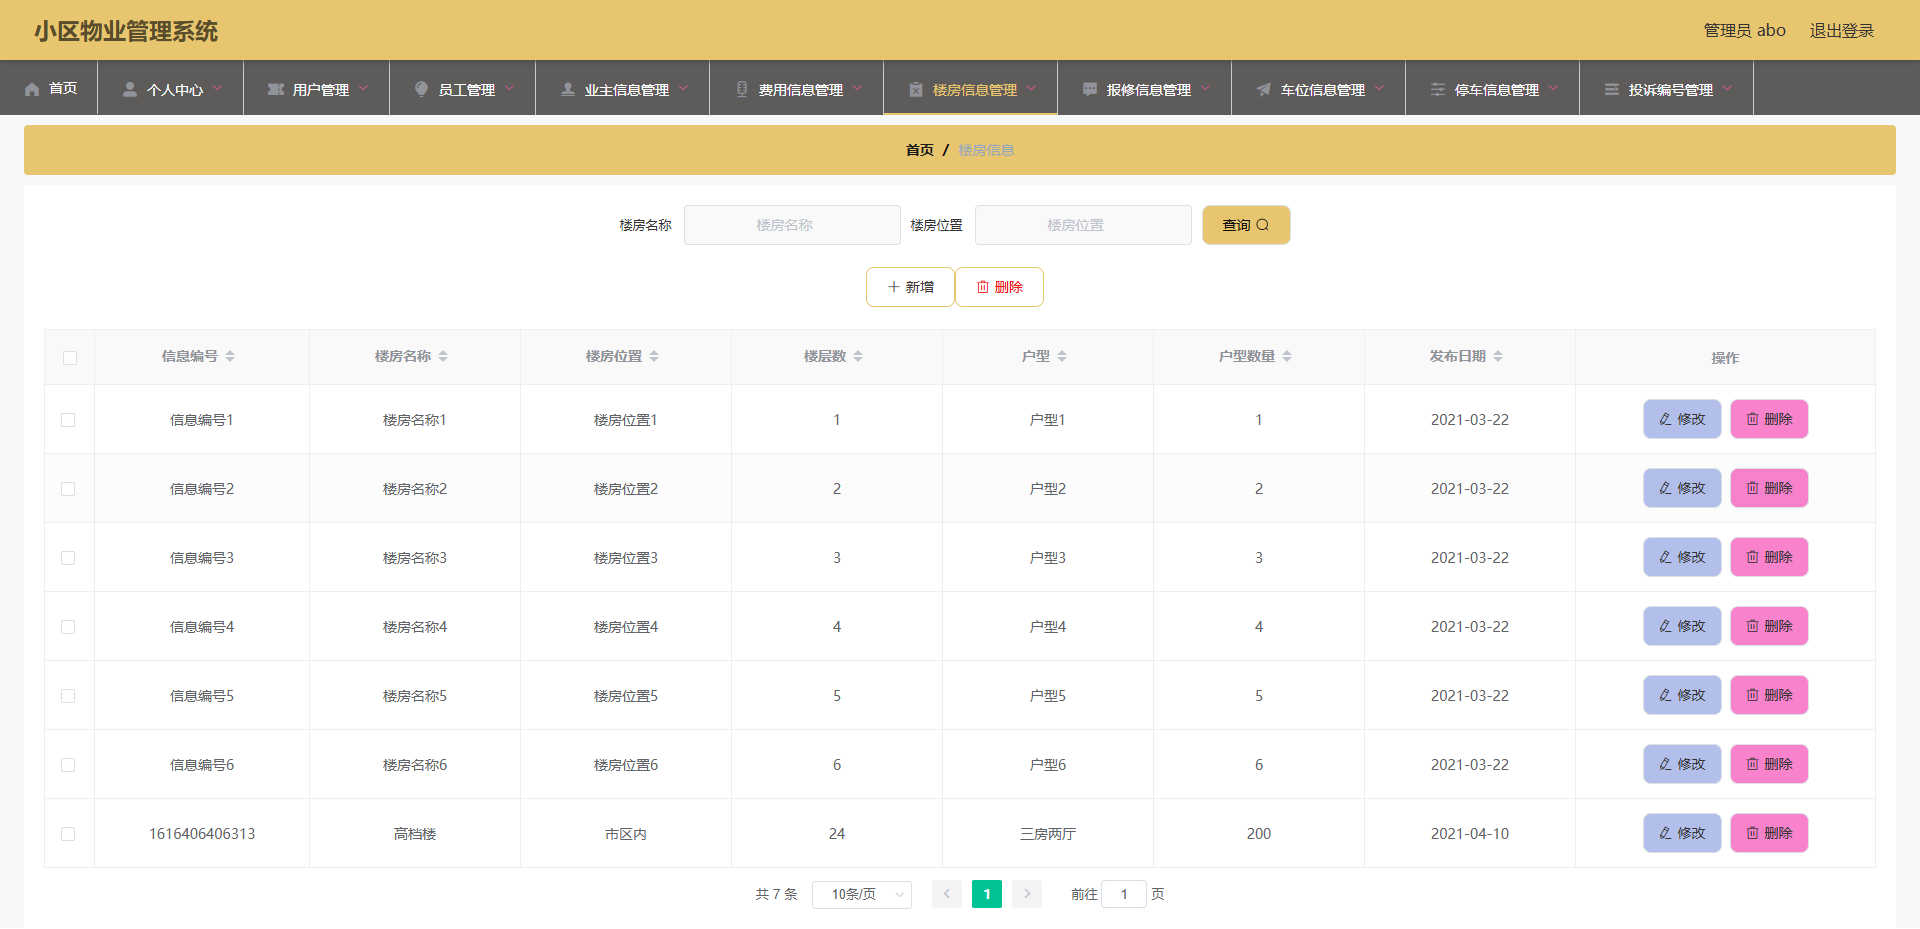 小区物业管理系统 管理员 abo 退出登录
首页 个人中心 用户管理 员工管理 业主信息管理 费用信息管理 楼房信息管理 报修信息管理 车位信息管理 停车信息管理 投诉编号管理
首页 / 楼房信息
楼房名称 楼房名称 楼房位置 楼房位置 查询
新增 删除
信息编号 楼房名称 楼房位置 楼层数 户型 户型数量 发布日期 操作
信息编号1 楼房名称1 楼房位置1 1 户型1 1 2021-03-22 修改 删除
信息编号2 楼房名称2 楼房位置2 2 户型2 2 2021-03-22 修改 删除
信息编号3 楼房名称3 楼房位置3 3 户型3 3 2021-03-22 修改 删除
信息编号4 楼房名称4 楼房位置4 4 户型4 4 2021-03-22 修改 删除
信息编号5 楼房名称5 楼房位置5 5 户型5 5 2021-03-22 修改 删除
信息编号6 楼房名称6 楼房位置6 6 户型6 6 2021-03-22 修改 删除
1616406406313 高档楼 市区内 24 三房两厅 200 2021-04-10 修改 删除
共 7 条 10条/页 1 前往 1 页